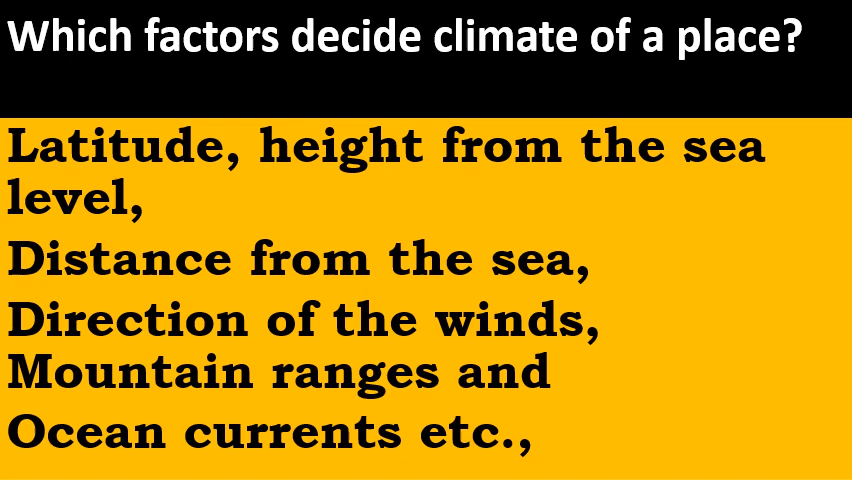 Which factors decide climate of a place?
Latitude, height from the sea
level,
Distance from the sea,
Direction of the winds,
Mountain ranges and
Ocean currents etc.,